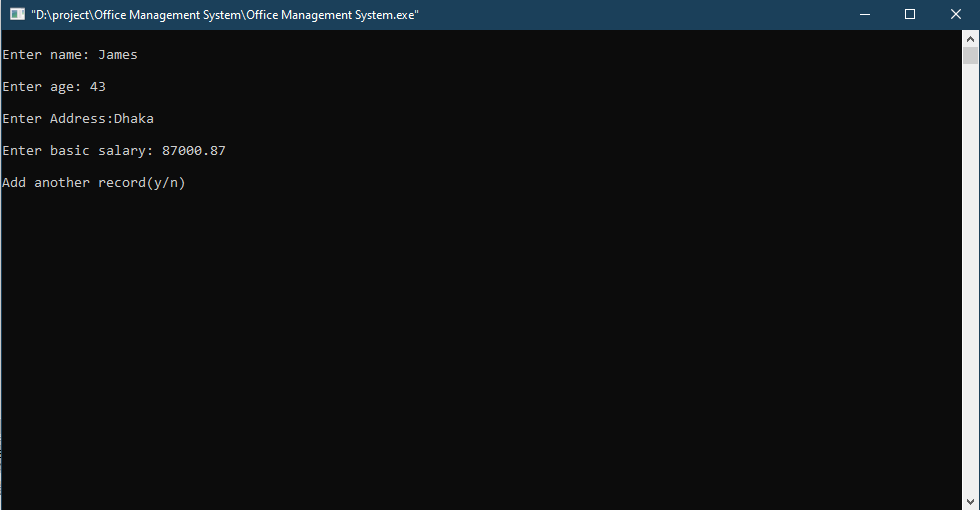 "D:\project\Office Management System\Office Management System.exe"
Enter name: James
Enter age: 43
Enter Address:Dhaka
Enter basic salary: 87000.87
Add another record(y/n)